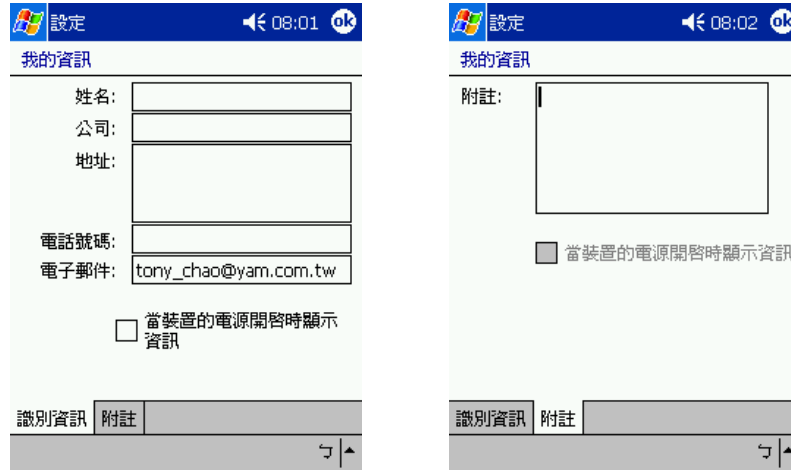 設定 08:01 ok
我的資訊
姓名:
公司:
地址:
電話號碼:
電子郵件: tony_chao@yam.com.tw
當裝置的電源開啓時顯示
資訊
識別資訊 附註
ㄅ
設定 08:02 ok
我的資訊
附註:
當裝置的電源開啓時顯示資訊
識別資訊 附註
ㄅ